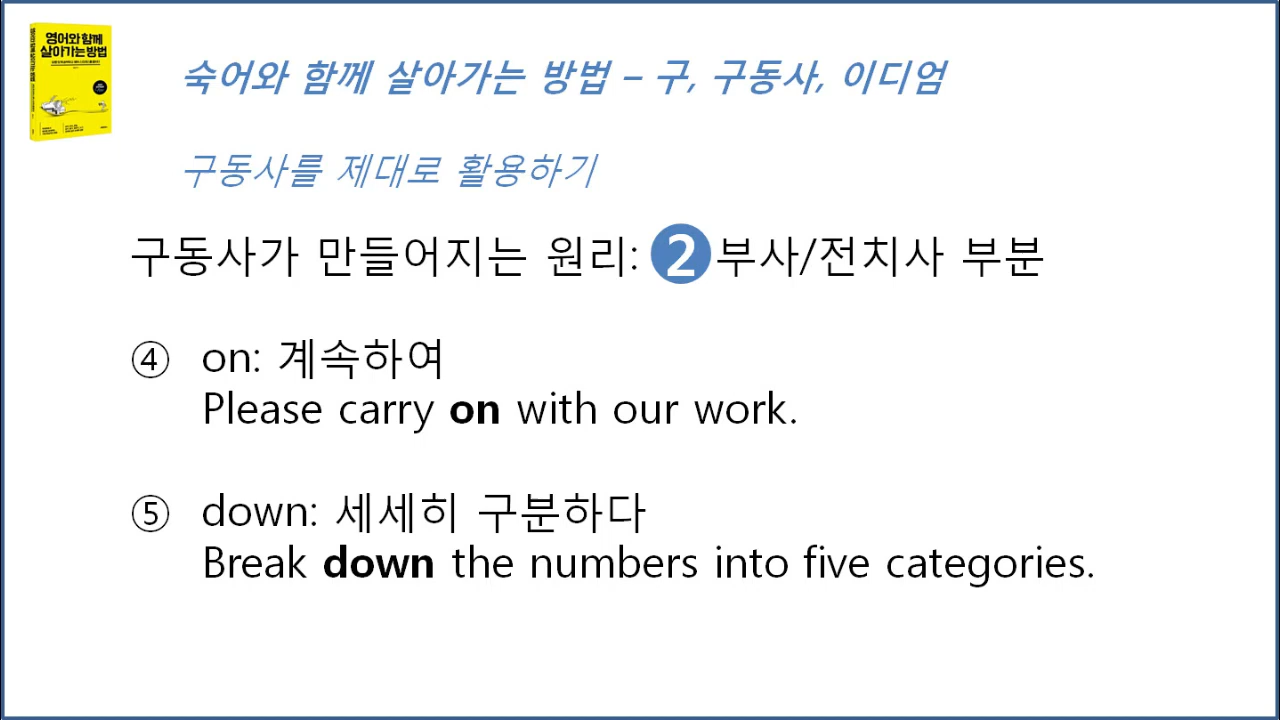 영어와 함께
살아가는 방법
숙어와 함께 살아가는 방법 – 구, 구동사, 이디엄
구동사를 제대로 활용하기
구동사가 만들어지는 원리: ❷부사/전치사 부분
④ on: 계속하여
Please carry on with our work.
⑤ down: 세세히 구분하다
Break down the numbers into five categories.